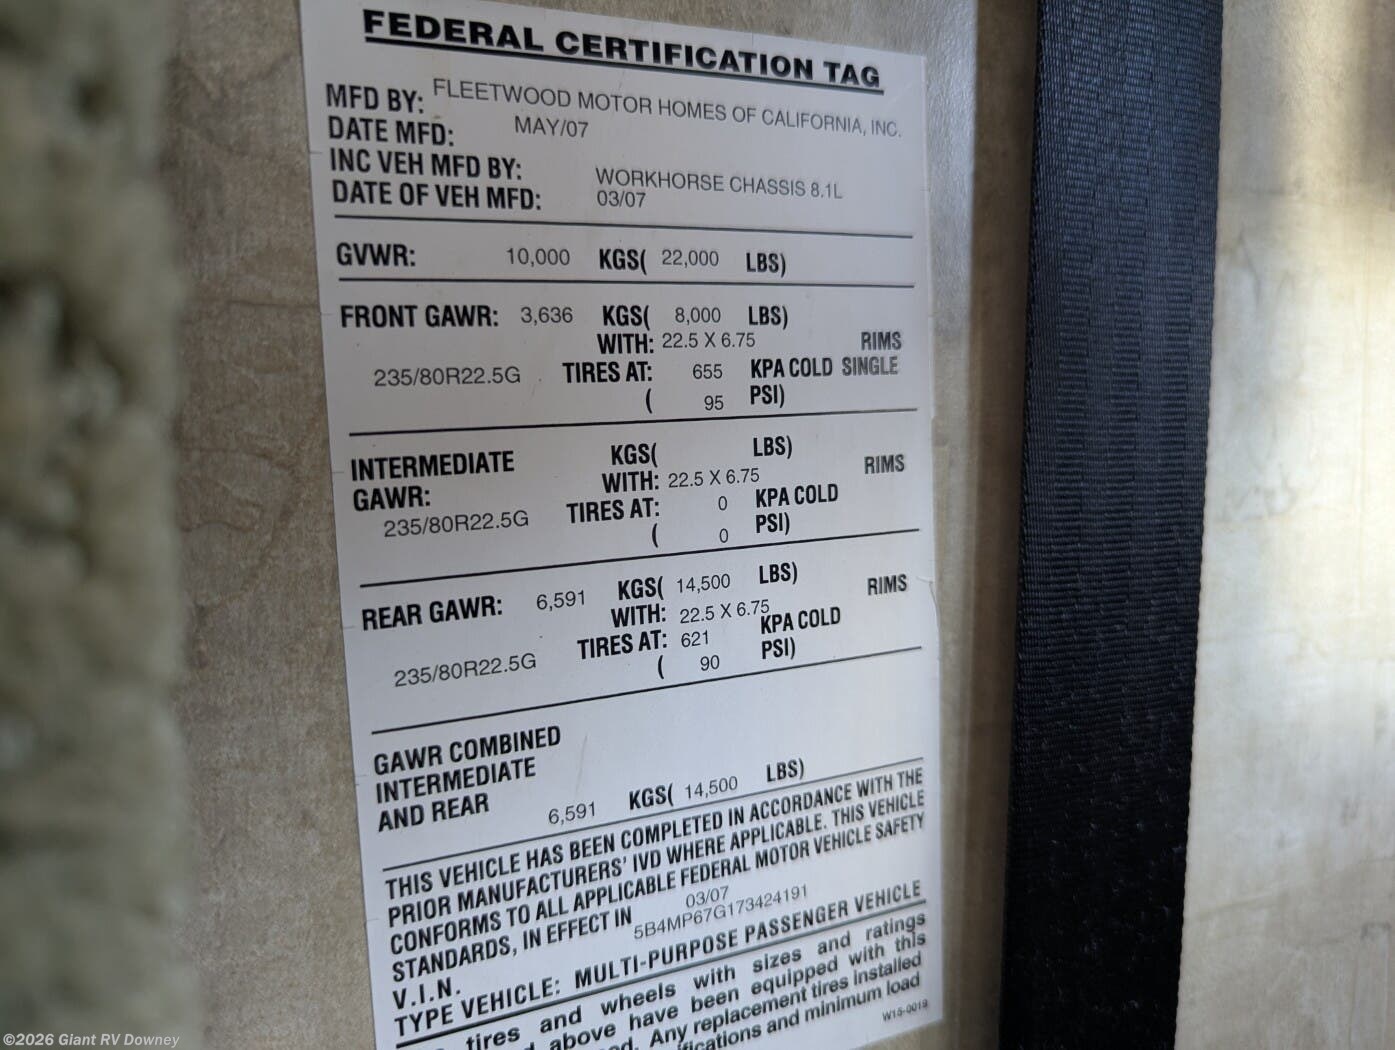 FEDERAL CERTIFICATION TAG
MFD BY: FLEETWOOD MOTOR HOMES OF CALIFORNIA, INC.
DATE MFD: MAY/07
INC VEH MFD BY: WORKHORSE CHASSIS 8.1L
DATE OF VEH MFD: 03/07
GVWR: 10,000 KGS( 22,000 LBS)
FRONT GAWR: 3,636 KGS( 8,000 LBS)
WITH: 22.5 X 6.75 RIMS
235/80R22.5G TIRES AT: 655 KPA COLD SINGLE
( 95 PSI)
INTERMEDIATE KGS( LBS)
GAWR: WITH: 22.5 X 6.75 RIMS
235/80R22.5G TIRES AT: 0 KPA COLD
( 0 PSI)
REAR GAWR: 6,591 KGS( 14,500 LBS)
WITH: 22.5 X 6.75 RIMS
235/80R22.5G TIRES AT: 621 KPA COLD
( 90 PSI)
GAWR COMBINED
INTERMEDIATE
AND REAR 6,591 KGS( 14,500 LBS)
THIS VEHICLE HAS BEEN COMPLETED IN ACCORDANCE WITH THE
PRIOR MANUFACTURERS' IVD WHERE APPLICABLE. THIS VEHICLE
CONFORMS TO ALL APPLICABLE FEDERAL MOTOR VEHICLE SAFETY
STANDARDS, IN EFFECT IN 03/07
V.I.N. 5B4MP67G173424191
TYPE VEHICLE: MULTI-PURPOSE PASSENGER VEHICLE
tires and wheels with sizes and ratings
above have been equipped with this
Any replacement tires installed
and minimum load
W15-0019
©2026 Giant RV Downey